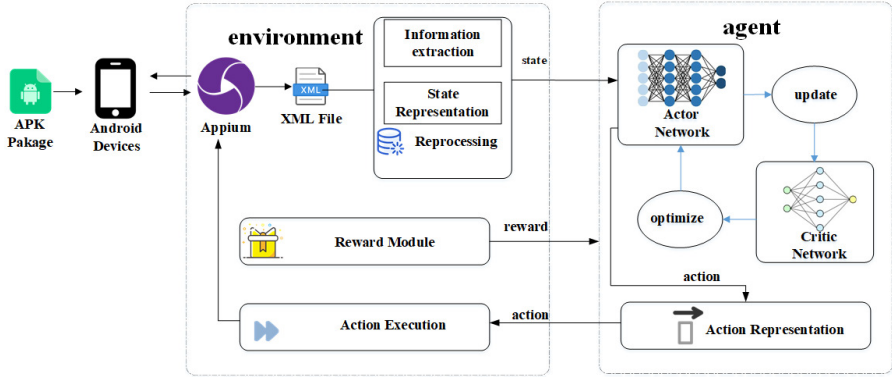 environment
agent
Information
extraction
state
XML
State
Representation
Actor
Network
update
APK
Pakage
Android
Devices
Appium
XML File
Reprocessing
optimize
Critic
Network
Reward Module
reward
action
Action Execution
action
Action Representation